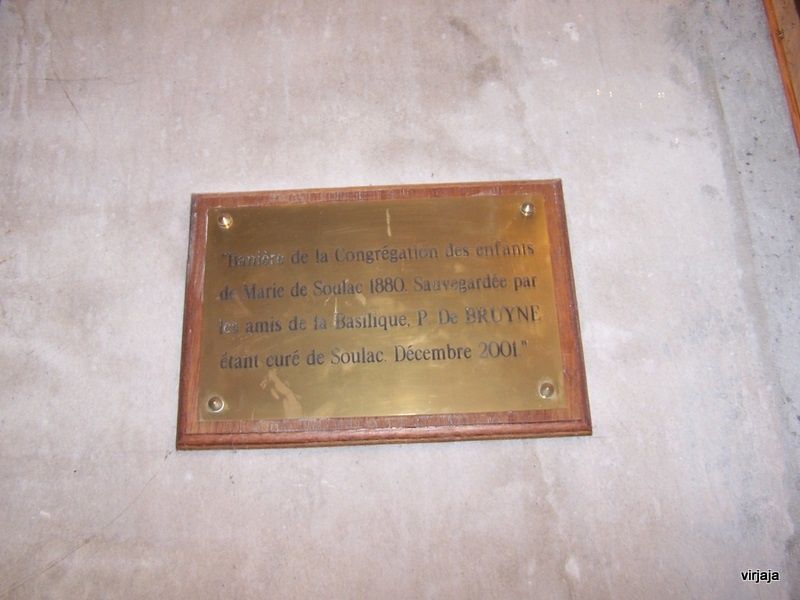 "Banière de la Congrégation des enfants
de Marie de Soulac 1880. Sauvegardée par
les amis de la Basilique, P. De BRUYNE
étant curé de Soulac. Décembre 2001."
virjaja